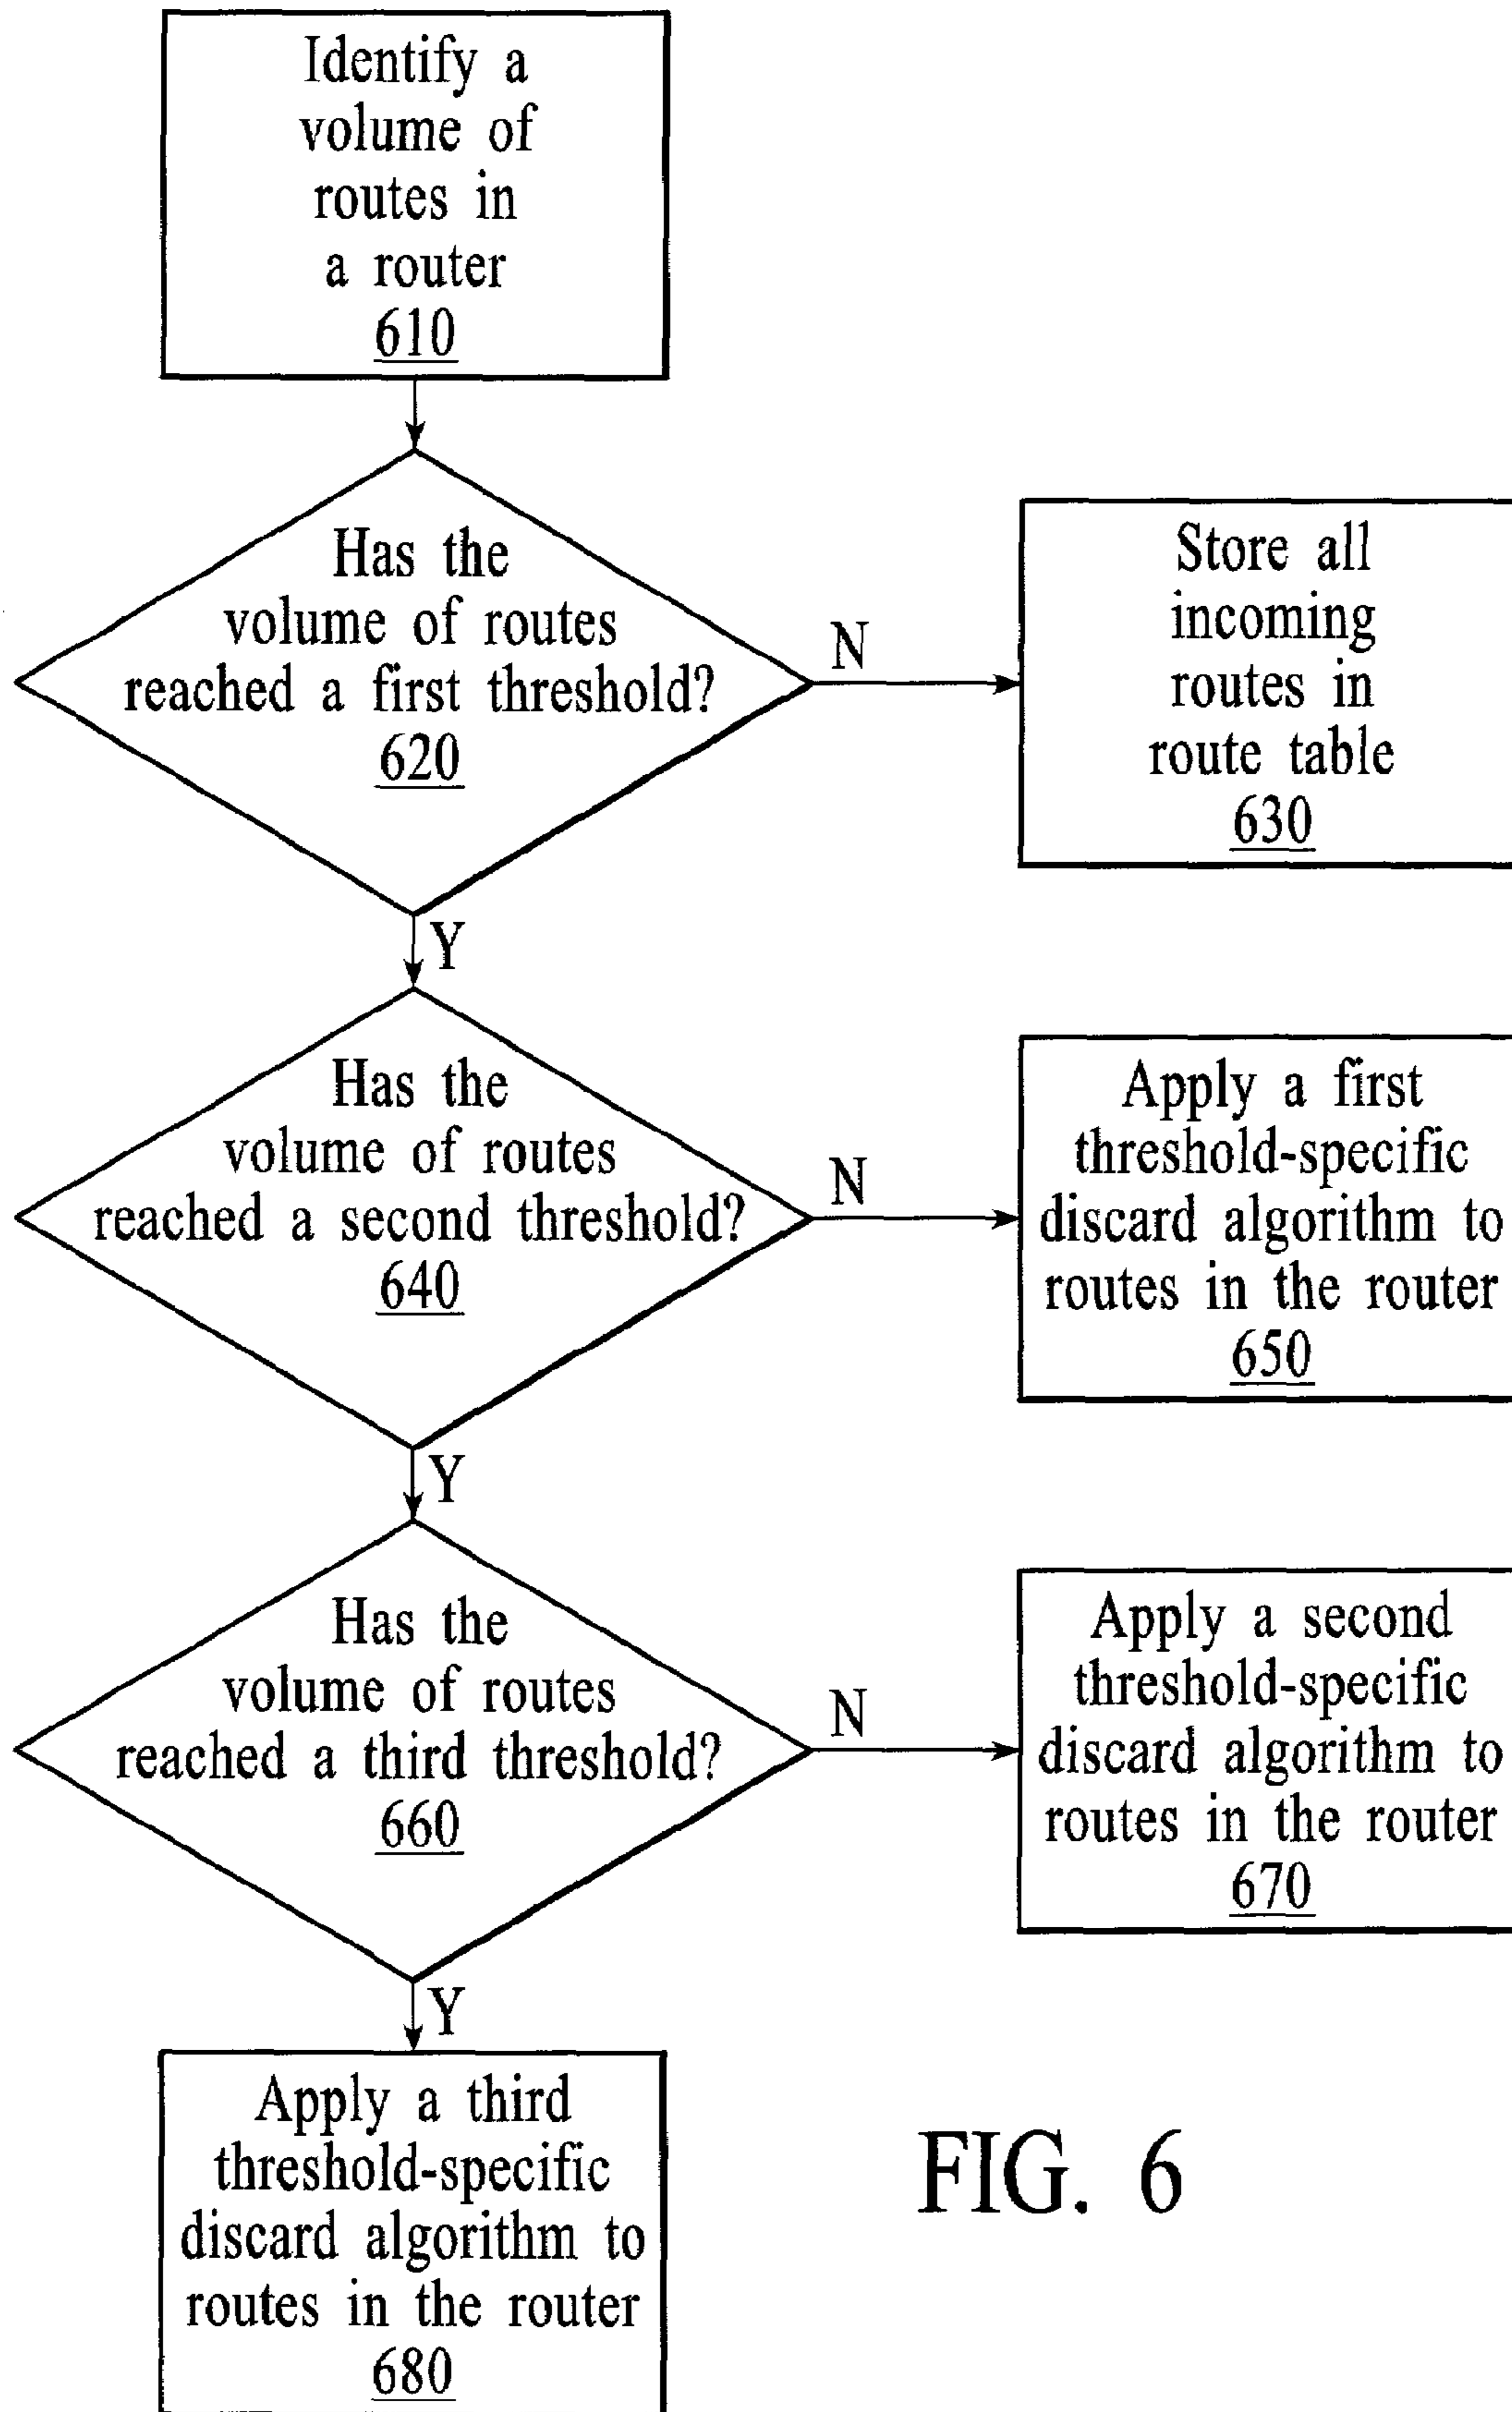 Identify a
volume of
routes in
a router
610
Has the
volume of routes
reached a first threshold?
620
N
Store all
incoming
routes in
route table
630
Y
Has the
volume of routes
reached a second threshold?
640
N
Apply a first
threshold-specific
discard algorithm to
routes in the router
650
Y
Has the
volume of routes
reached a third threshold?
660
N
Apply a second
threshold-specific
discard algorithm to
routes in the router
670
Y
Apply a third
threshold-specific
discard algorithm to
routes in the router
680
FIG. 6